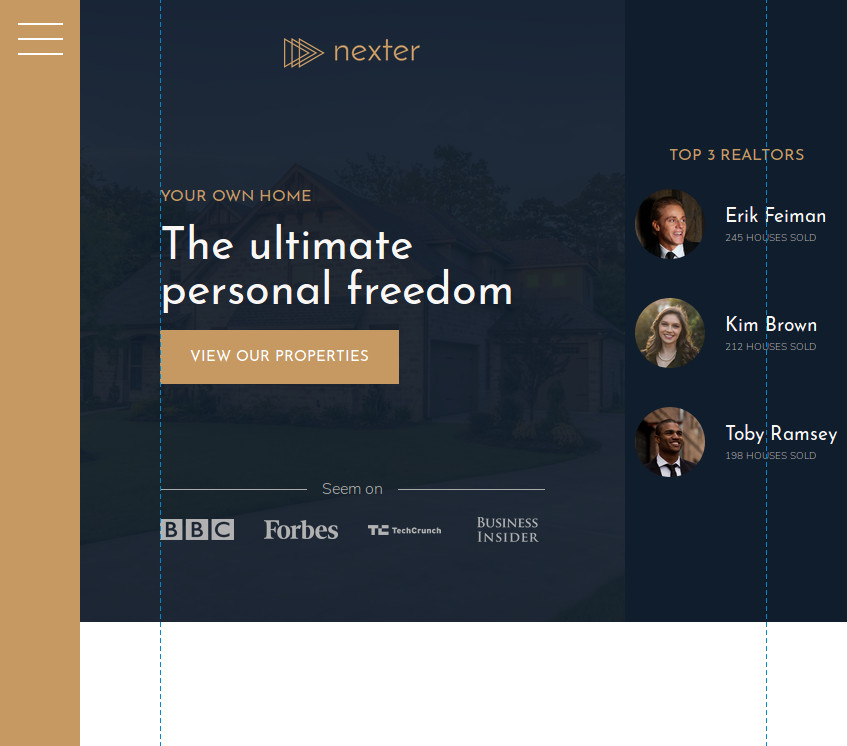 nexter
YOUR OWN HOME
The ultimate
personal freedom
VIEW OUR PROPERTIES
Seem on
BBC
Forbes
TechCrunch
BUSINESS
INSIDER
TOP 3 REALTORS
Erik Feiman
245 HOUSES SOLD
Kim Brown
212 HOUSES SOLD
Toby Ramsey
198 HOUSES SOLD